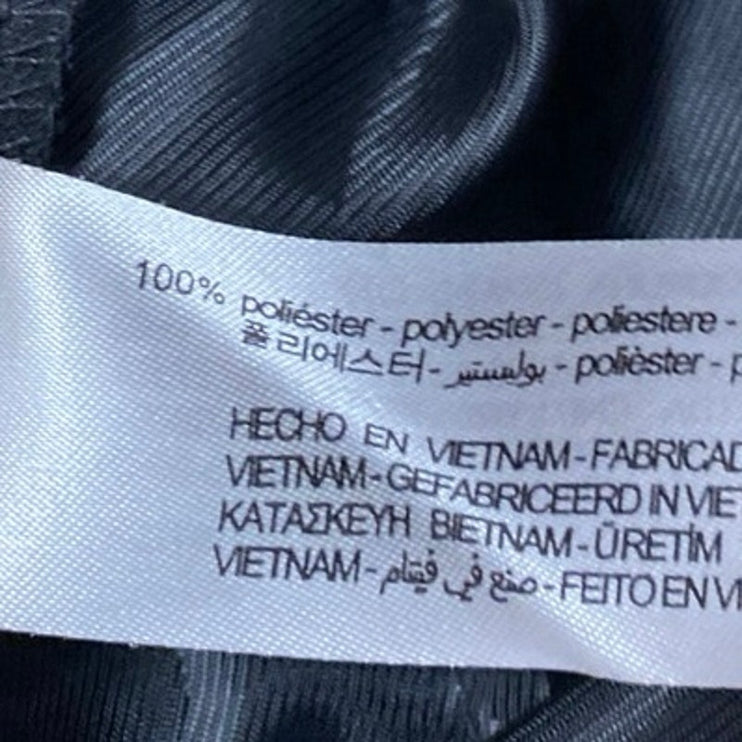 100% poliéster - polyester - poliestere -
폴리에스터 - بوليستير - polièster - p
HECHO EN VIETNAM - FABRICAD
VIETNAM - GEFABRICEERD IN VIET
ΚΑΤΑΣΚΕΥΗ ΒΙΕΤΝΑΜ - ÜRETİM
VIETNAM - صنع في فيتنام - FEITO EN VI